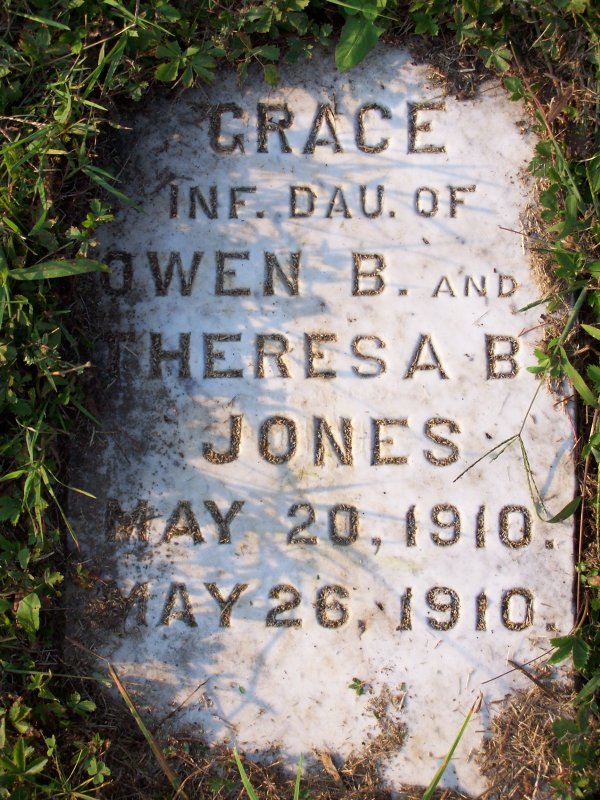 GRACE
INF. DAU. OF
OWEN B. AND
THERESA B
JONES
MAY 20, 1910.
MAY 26, 1910.